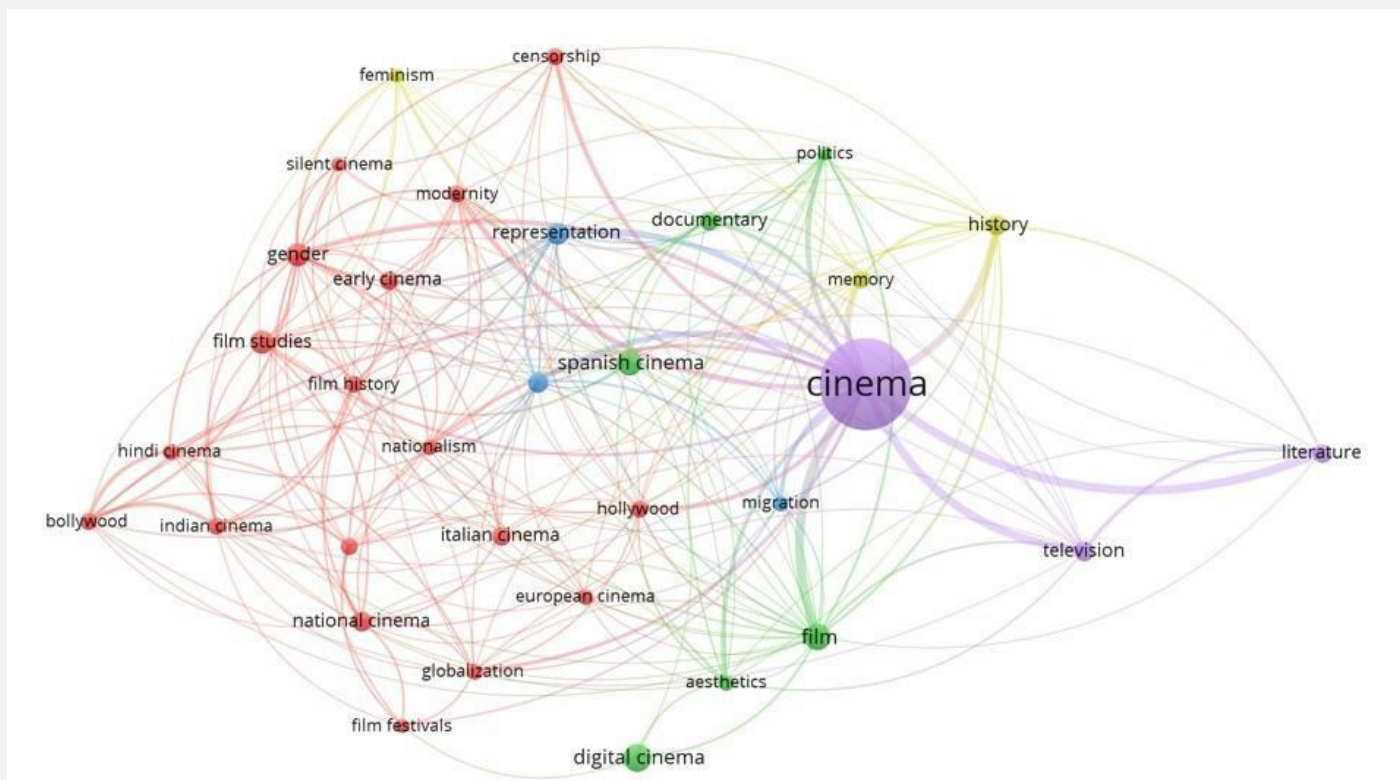 censorship
feminism
politics
silent cinema
modernity
documentary
history
representation
gender
early cinema
memory
film studies
spanish cinema
film history
cinema
nationalism
hindi cinema
literature
migration
hollywood
bollywood
indian cinema
italian cinema
television
european cinema
national cinema
film
globalization
aesthetics
film festivals
digital cinema